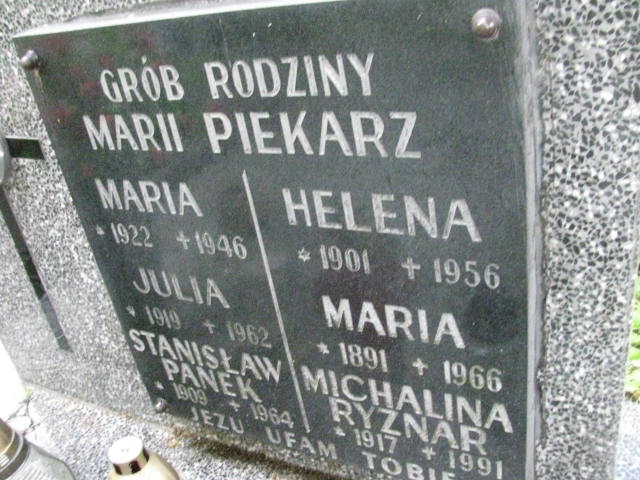 GRÓB RODZINY
MARII PIEKARZ
MARIA
*1922 +1946
JULIA
*1919 +1962
STANISŁAW
PANEK
*1909 +1964
HELENA
*1901 +1956
MARIA
*1891 +1966
MICHALINA
RYZNAR
*1917 +1991
JEZU UFAM TOBIE